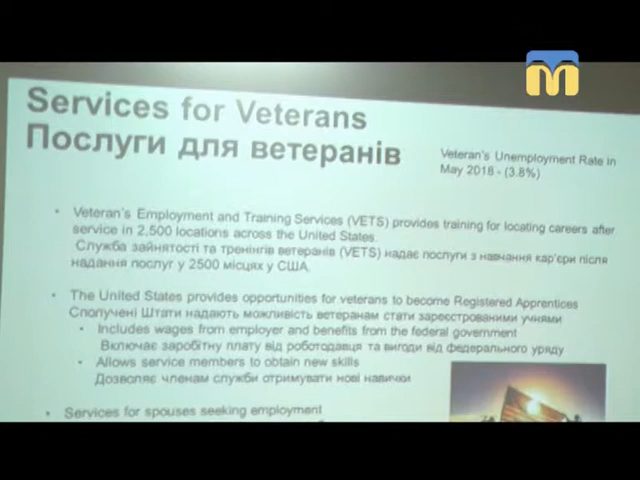 Services for Veterans
Послуги для ветеранів
Veteran's Unemployment Rate in
May 2018 - (3.8%)
• Veteran's Employment and Training Services (VETS) provides training for locating careers after
service in 2,500 locations across the United States.
Служба зайнятості та тренінгів ветеранів (VETS) надає послуги з навчання кар'єри після
надання послуг у 2500 місцях у США.
• The United States provides opportunities for veterans to become Registered Apprentices
Сполучені Штати надають можливість ветеранам стати зареєстрованими учнями
• Includes wages from employer and benefits from the federal government
Включає заробітну плату від роботодавця та вигоди від федерального уряду
• Allows service members to obtain new skills
Дозволяє членам служби отримувати нові навички
• Services for spouses seeking employment